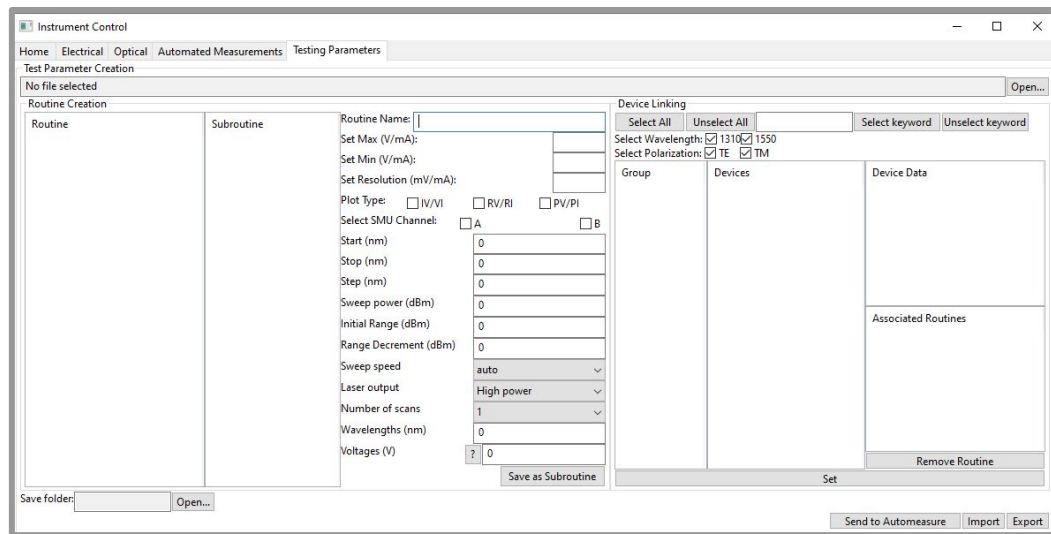 Instrument Control
Home Electrical Optical Automated Measurements Testing Parameters
Test Parameter Creation
No file selected Open...
Routine Creation
Routine Subroutine
Routine Name:
Set Max (V/mA):
Set Min (V/mA):
Set Resolution (mV/mA):
Plot Type: IV/VI RV/RI PV/PI
Select SMU Channel: A B
Start (nm) 0
Stop (nm) 0
Step (nm) 0
Sweep power (dBm) 0
Initial Range (dBm) 0
Range Decrement (dBm) 0
Sweep speed auto
Laser output High power
Number of scans 1
Wavelengths (nm) 0
Voltages (V) ? 0
Save as Subroutine
Device Linking
Select All Unselect All Select keyword Unselect keyword
Select Wavelength: 1310 1550
Select Polarization: TE TM
Group Devices Device Data
Associated Routines
Remove Routine
Set
Save folder: Open...
Send to Automeasure Import Export